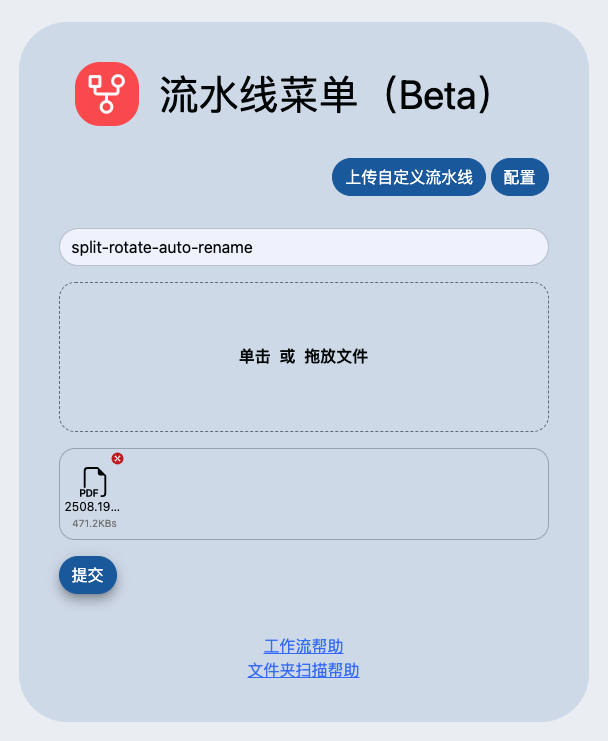 流水线菜单（Beta）
上传自定义流水线 配置
split-rotate-auto-rename
单击 或 拖放文件
PDF
2508.19...
471.2KBs
提交
工作流帮助
文件夹扫描帮助